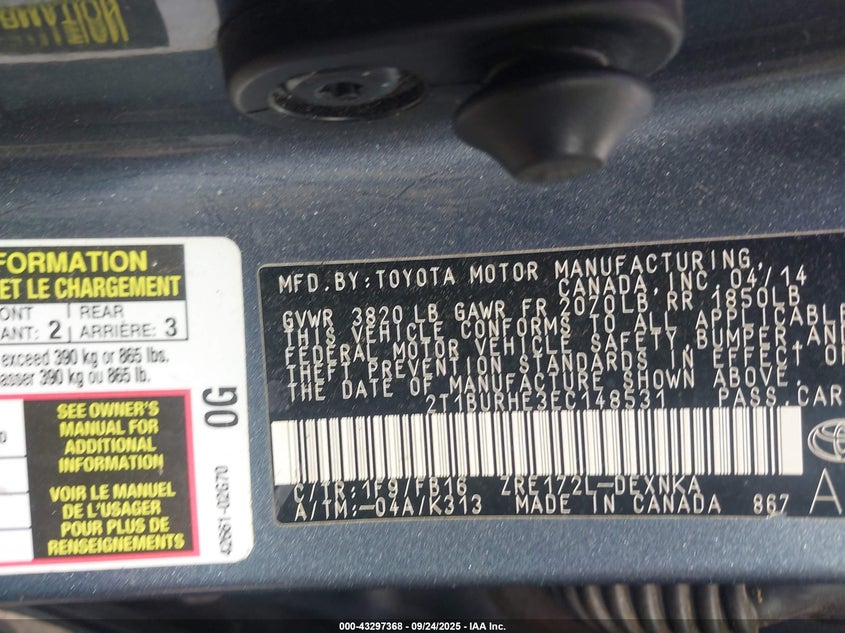 FORMATION
ET LE CHARGEMENT
ONT 2 REAR 3
ANT: ARRIÈRE:
exceed 390 kg or 865 lbs.
asser 390 kg ou 865 lb.
SEE OWNER'S
MANUAL FOR
ADDITIONAL
INFORMATION
VOIR LE MANUEL
DE L'USAGER
POUR PLUS DE
RENSEIGNEMENTS
0G
42661-02G70
MFD.BY:TOYOTA MOTOR MANUFACTURING,
CANADA, INC. 04/14
GVWR 3820 LB GAWR FR 2070LB RR 1850LB
THIS VEHICLE CONFORMS TO ALL APPLICABLE
FEDERAL MOTOR VEHICLE SAFETY, BUMPER, AND
THEFT PREVENTION STANDARDS IN EFFECT ON
THE DATE OF MANUFACTURE SHOWN ABOVE.
2T1BURHE3EC148531 PASS.CAR
C/TR:1F9/FB16 ZRE172L-DEXNKA
A/TM:-04A/K313 MADE IN CANADA 867
A
000-43297368 - 09/24/2025 - IAA Inc.